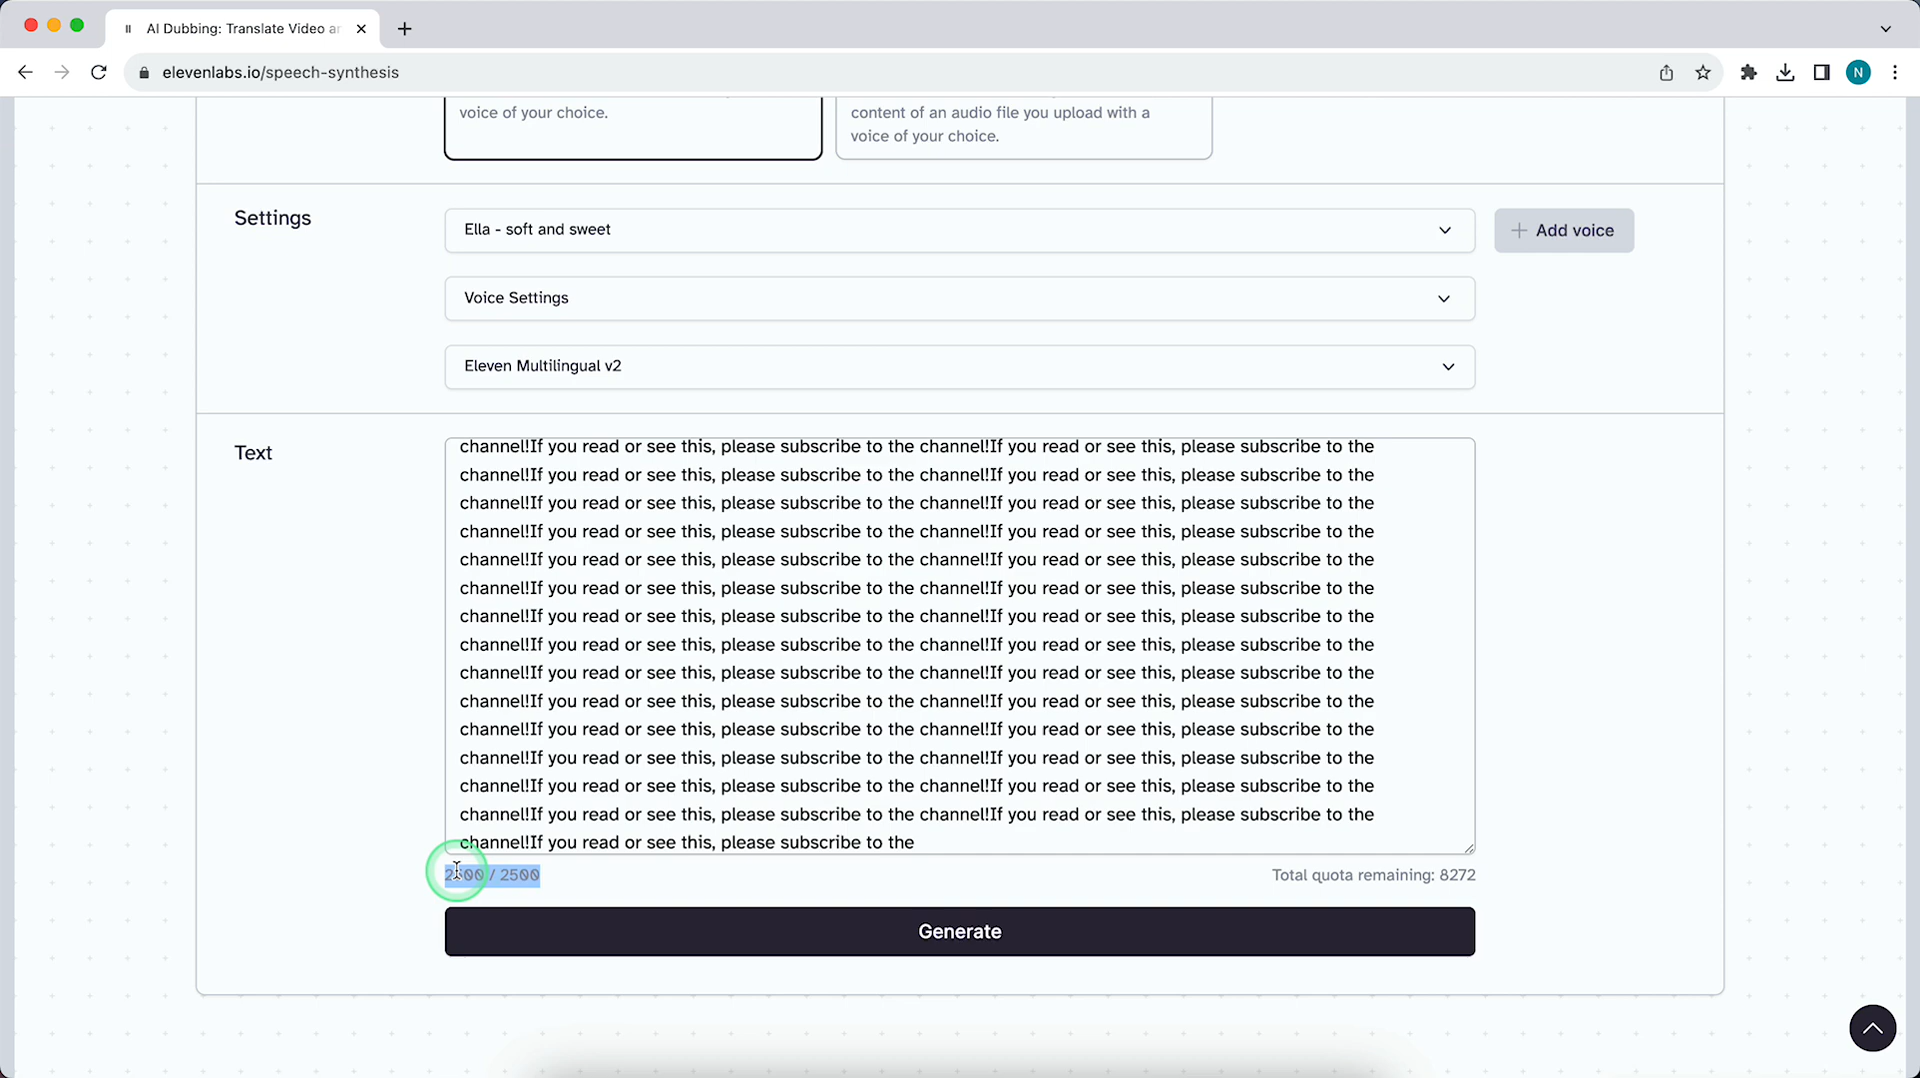 AI Dubbing: Translate Video ar
elevenlabs.io/speech-synthesis
N
voice of your choice.
content of an audio file you upload with a
voice of your choice.
Settings
Ella - soft and sweet
Add voice
Voice Settings
Eleven Multilingual v2
Text
channel!If you read or see this, please subscribe to the channel!If you read or see this, please subscribe to the
channel!If you read or see this, please subscribe to the channel!If you read or see this, please subscribe to the
channel!If you read or see this, please subscribe to the channel!If you read or see this, please subscribe to the
channel!If you read or see this, please subscribe to the channel!If you read or see this, please subscribe to the
channel!If you read or see this, please subscribe to the channel!If you read or see this, please subscribe to the
channel!If you read or see this, please subscribe to the channel!If you read or see this, please subscribe to the
channel!If you read or see this, please subscribe to the channel!If you read or see this, please subscribe to the
channel!If you read or see this, please subscribe to the channel!If you read or see this, please subscribe to the
channel!If you read or see this, please subscribe to the channel!If you read or see this, please subscribe to the
channel!If you read or see this, please subscribe to the channel!If you read or see this, please subscribe to the
channel!If you read or see this, please subscribe to the channel!If you read or see this, please subscribe to the
channel!If you read or see this, please subscribe to the channel!If you read or see this, please subscribe to the
channel!If you read or see this, please subscribe to the channel!If you read or see this, please subscribe to the
channel!If you read or see this, please subscribe to the channel!If you read or see this, please subscribe to the
channel!If you read or see this, please subscribe to the
2500 / 2500
Total quota remaining: 8272
Generate